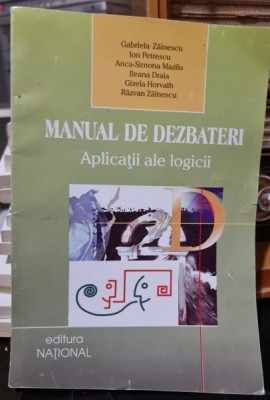 Gabriela Zăinescu
Ion Petrescu
Anca-Simona Mazilu
Ileana Draia
Gizela Horvath
Răzvan Zăinescu
MANUAL DE DEZBATERI
Aplicaţii ale logicii
D
editura
NAŢIONAL